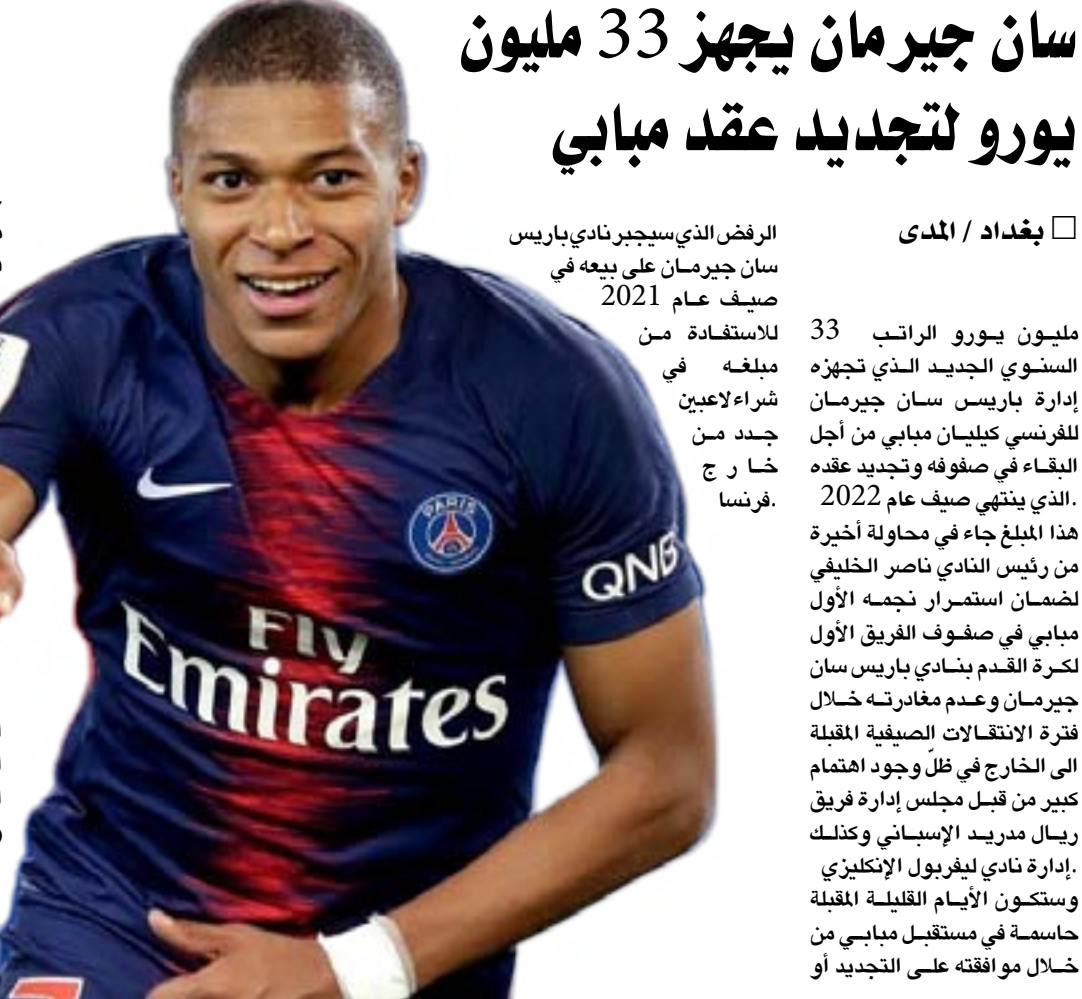 سان جيرمان يجهز 33 مليون
يورو لتجديد عقد مبابي
□ بغداد / المدى
33 مليون يورو الراتب
السنوي الجديد الذي تجهزه
إدارة باريس سان جيرمان
للفرنسي كيليان مبابي من أجل
البقاء في صفوفه وتجديد عقده
الذي ينتهي صيف عام 2022.
هذا المبلغ جاء في محاولة أخيرة
من رئيس النادي ناصر الخليفي
لضمان استمرار نجمه الأول
مبابي في صفوف الفريق الأول
لكرة القدم بنادي باريس سان
جيرمان وعدم مغادرته خلال
فترة الانتقالات الصيفية المقبلة
الى الخارج في ظلّ وجود اهتمام
كبير من قبل مجلس إدارة فريق
ريال مدريد الإسباني وكذلك
إدارة نادي ليفربول الإنكليزي.
وستكون الأيام القليلة المقبلة
حاسمة في مستقبل مبابي من
خلال موافقته على التجديد أو
الرفض الذي سيجبر نادي باريس
سان جيرمان على بيعه في
صيف عام 2021
للاستفادة من
مبلغه في
شراء لاعبين
جدد من
خارج
فرنسا.
PARIS
QNB
Fly
Emirates